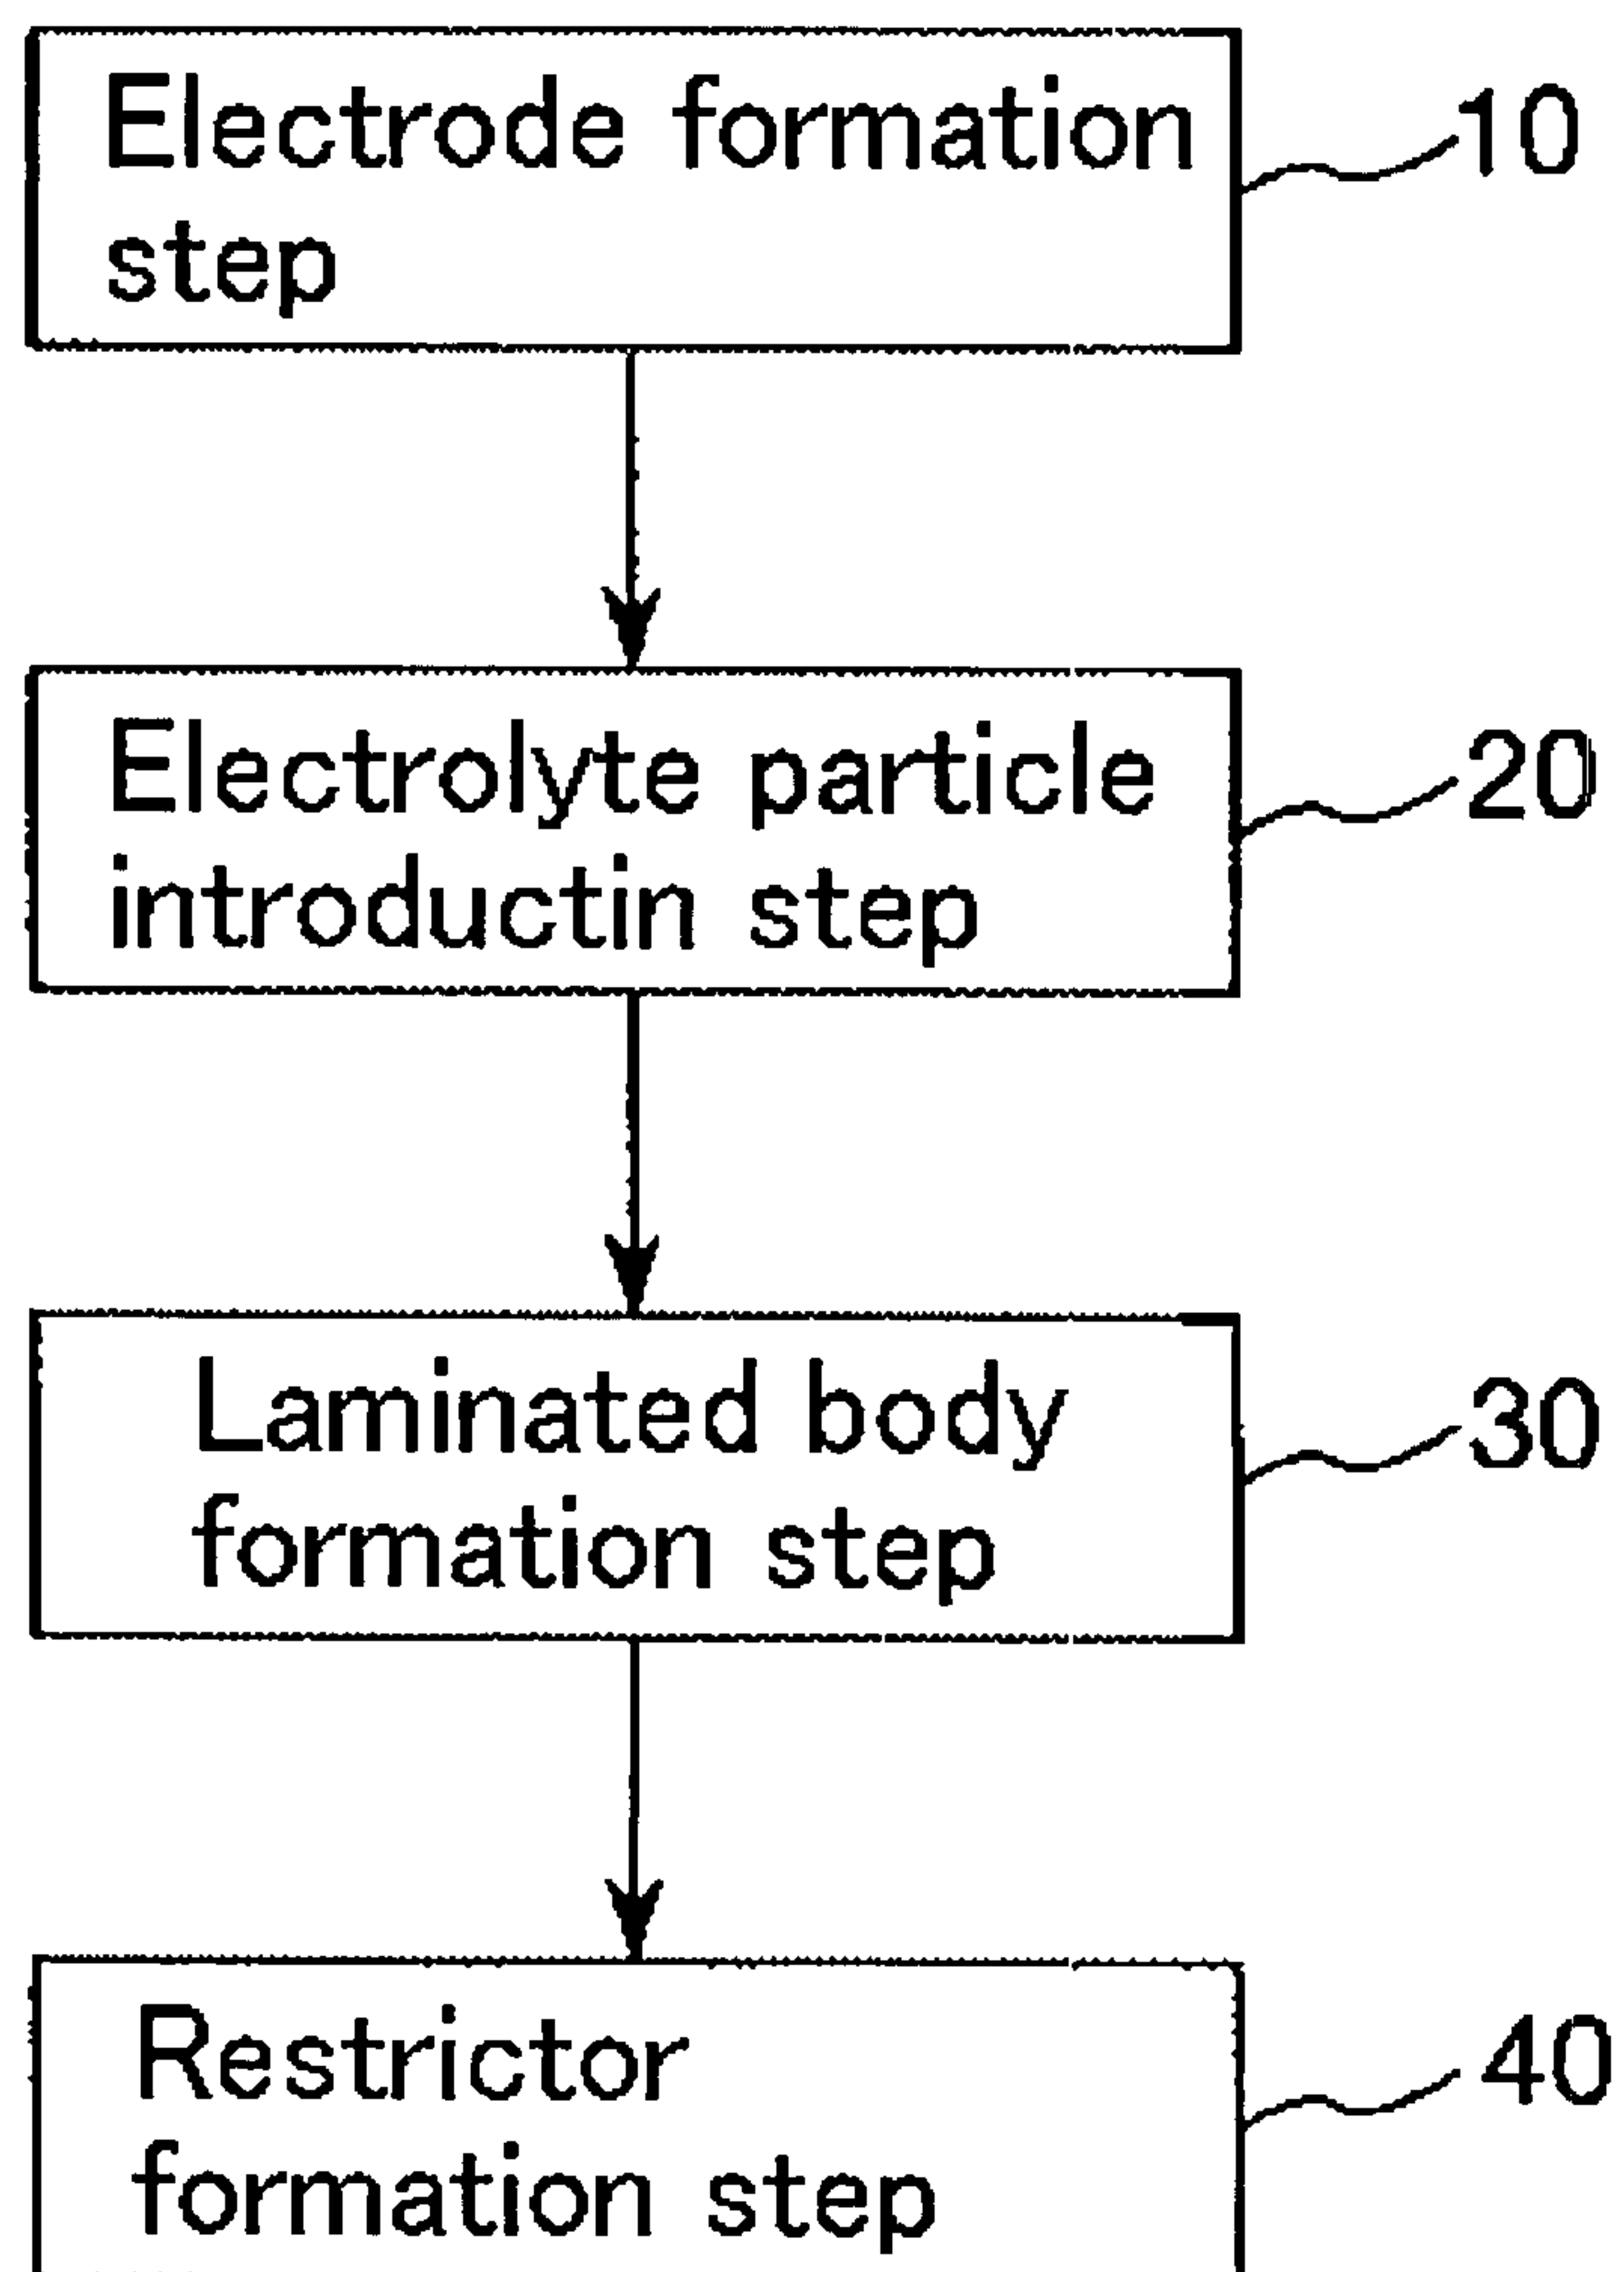 Electrode formation
step
10
Electrolyte particle
introductin step
20
Laminated body
formation step
30
Restrictor
formation step
40